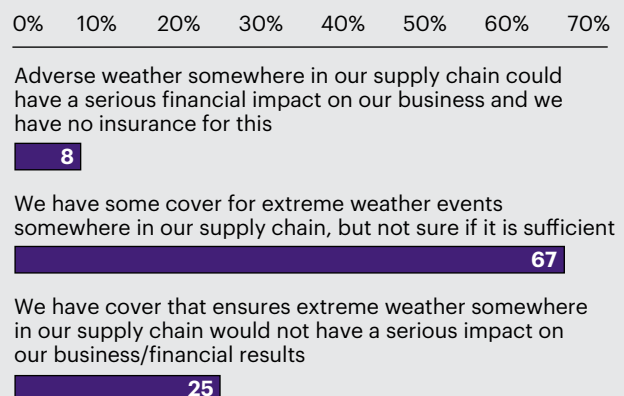 0% 10% 20% 30% 40% 50% 60% 70%
Adverse weather somewhere in our supply chain could
have a serious financial impact on our business and we
have no insurance for this
8
We have some cover for extreme weather events
somewhere in our supply chain, but not sure if it is sufficient
67
We have cover that ensures extreme weather somewhere
in our supply chain would not have a serious impact on
our business/financial results
25